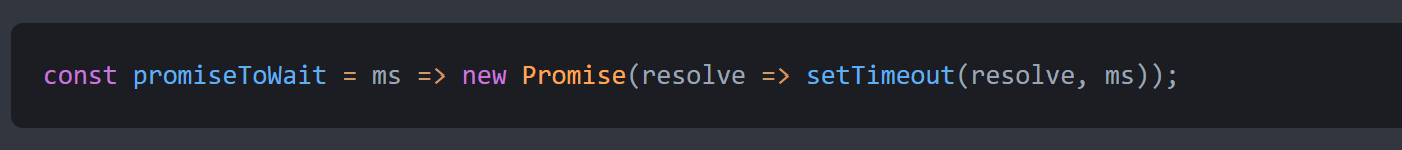 const promiseToWait = ms => new Promise(resolve => setTimeout(resolve, ms));